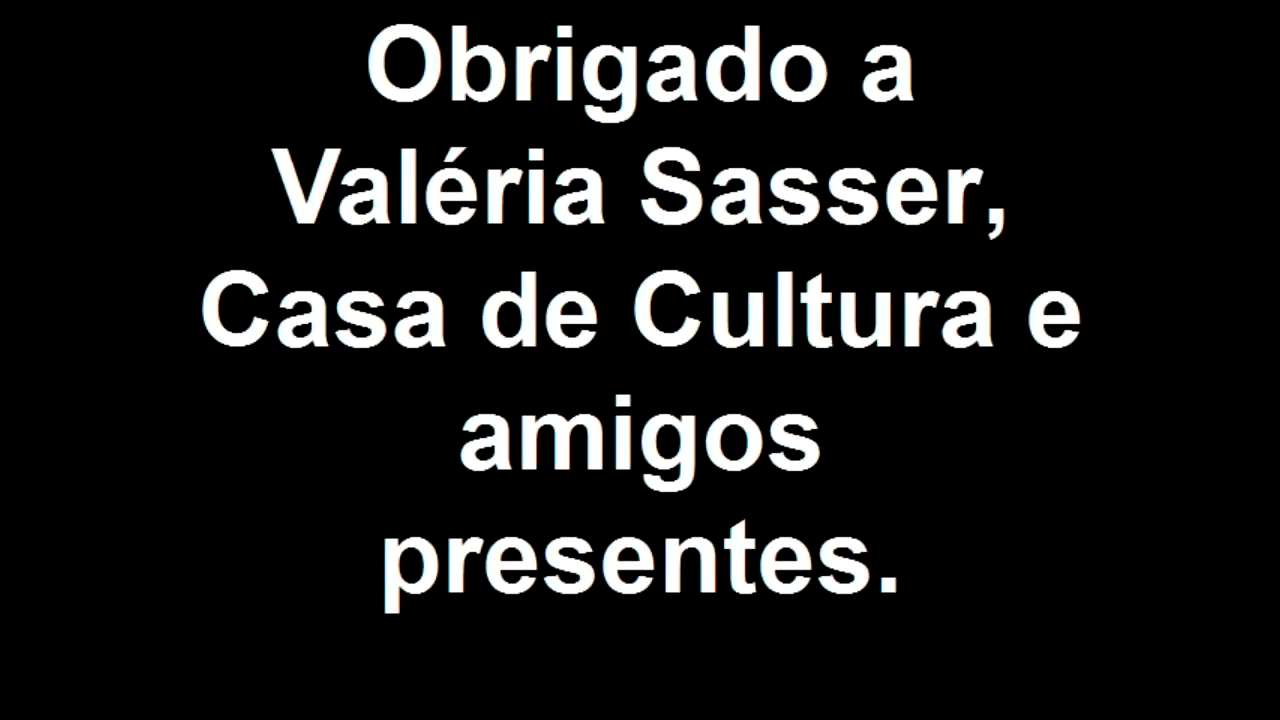 Obrigado a
Valéria Sasser,
Casa de Cultura e
amigos
presentes.